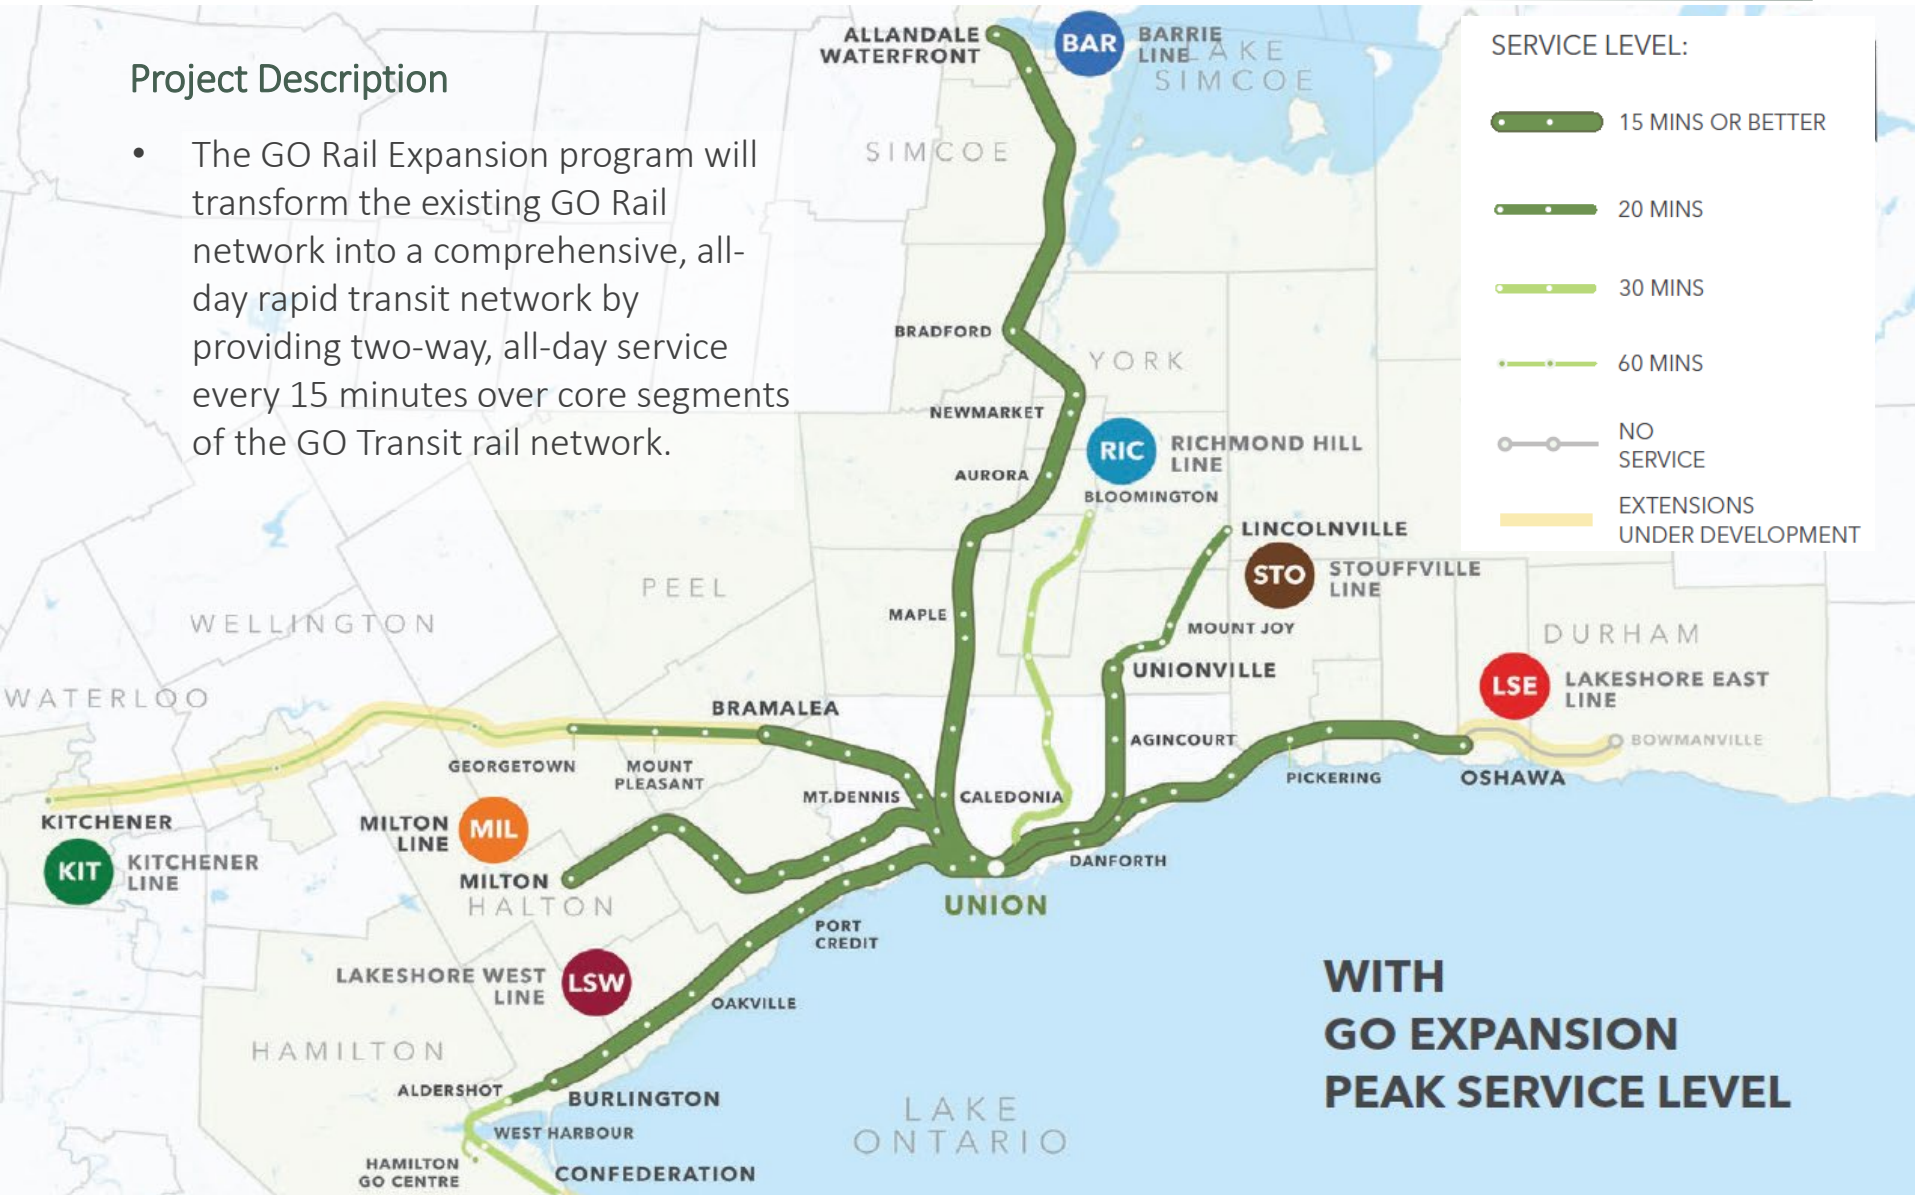 Project Description
• The GO Rail Expansion program will
transform the existing GO Rail
network into a comprehensive, all-
day rapid transit network by
providing two-way, all-day service
every 15 minutes over core segments
of the GO Transit rail network.
ALLANDALE
WATERFRONT
BAR
BARRIE
LINE
LAKE
SIMCOE
SIMCOE
SERVICE LEVEL:
15 MINS OR BETTER
20 MINS
30 MINS
60 MINS
NO
SERVICE
EXTENSIONS
UNDER DEVELOPMENT
BRADFORD
YORK
NEWMARKET
RIC
RICHMOND HILL
LINE
AURORA
BLOOMINGTON
LINCOLNVILLE
STO
STOUFFVILLE
LINE
PEEL
MAPLE
WELLINGTON
MOUNT JOY
DURHAM
UNIONVILLE
LSE
LAKESHORE EAST
LINE
WATERLOO
BRAMALEA
AGINCOURT
BOWMANVILLE
GEORGETOWN
MOUNT
PLEASANT
PICKERING
OSHAWA
MT.DENNIS
CALEDONIA
KITCHENER
MILTON
LINE
MIL
KIT
KITCHENER
LINE
DANFORTH
MILTON
HALTON
UNION
PORT
CREDIT
LAKESHORE WEST
LINE
LSW
OAKVILLE
HAMILTON
ALDERSHOT
BURLINGTON
WEST HARBOUR
HAMILTON
GO CENTRE
CONFEDERATION
LAKE
ONTARIO
WITH
GO EXPANSION
PEAK SERVICE LEVEL